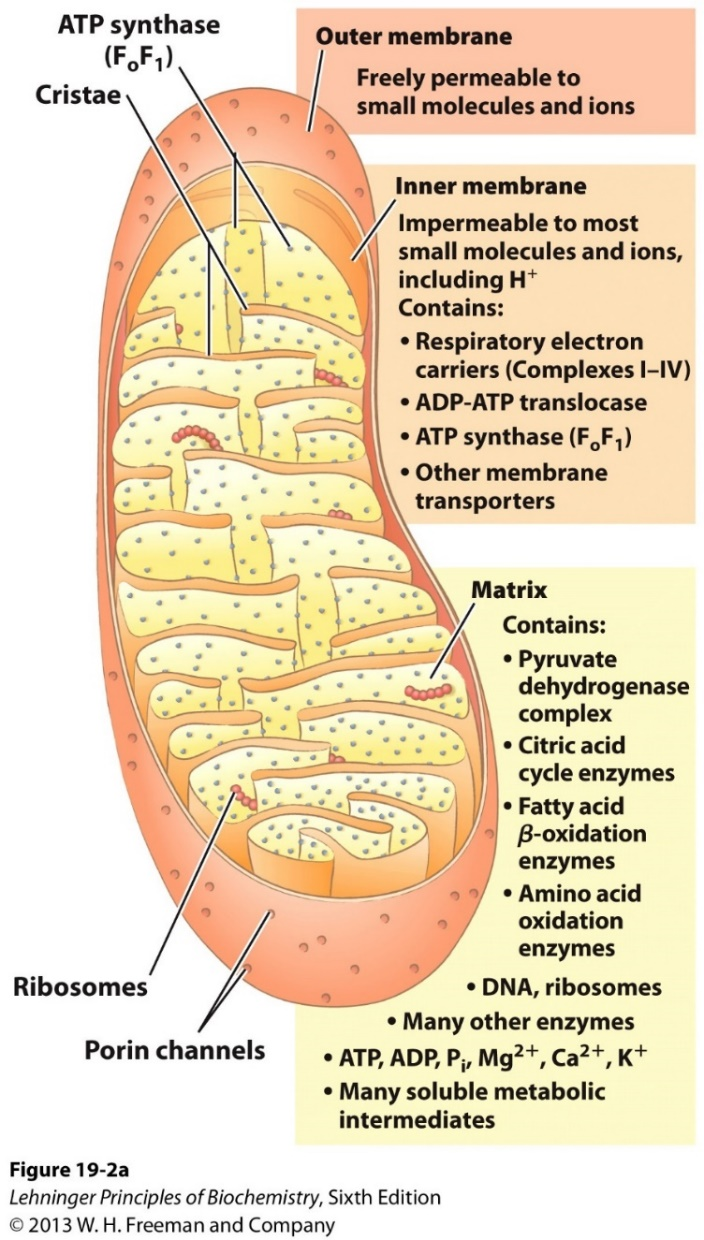 ATP synthase
(FoF1)
Cristae
Outer membrane
Freely permeable to
small molecules and ions
Inner membrane
Impermeable to most
small molecules and ions,
including H⁺
Contains:
• Respiratory electron
carriers (Complexes I–IV)
• ADP-ATP translocase
• ATP synthase (FoF1)
• Other membrane
transporters
Matrix
Contains:
• Pyruvate
dehydrogenase
complex
• Citric acid
cycle enzymes
• Fatty acid
β-oxidation
enzymes
• Amino acid
oxidation
enzymes
• DNA, ribosomes
• Many other enzymes
• ATP, ADP, Pi, Mg²⁺, Ca²⁺, K⁺
• Many soluble metabolic
intermediates
Ribosomes
Porin channels
Figure 19-2a
Lehninger Principles of Biochemistry, Sixth Edition
© 2013 W. H. Freeman and Company